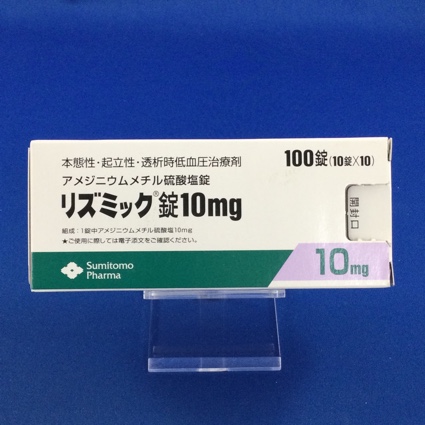 本態性・起立性・透析時低血圧治療剤
100錠(10錠×10)
アメジニウムメチル硫酸塩錠
リズミック®錠10mg
組成：1錠中アメジニウムメチル硫酸塩10mg
★ご使用に際しては電子添文をご確認ください。
開封口
Sumitomo
Pharma
10mg